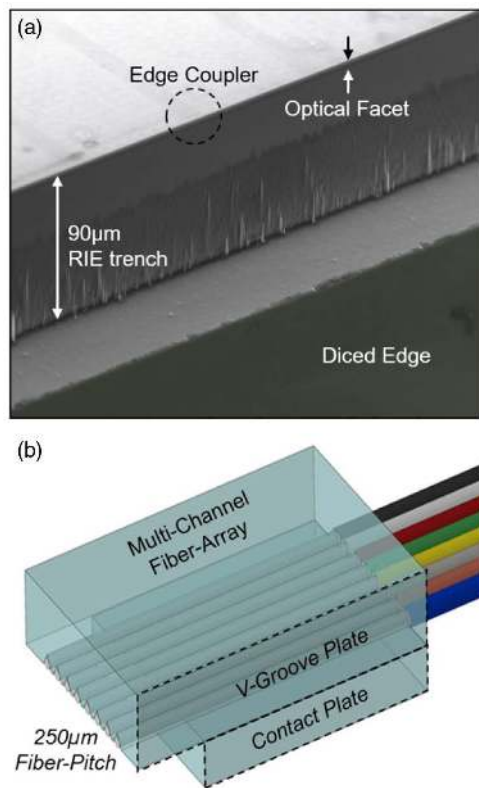 (a)
Edge Coupler
Optical Facet
90μm
RIE trench
Diced Edge
(b)
Multi-Channel
Fiber-Array
V-Groove Plate
Contact Plate
250μm
Fiber-Pitch